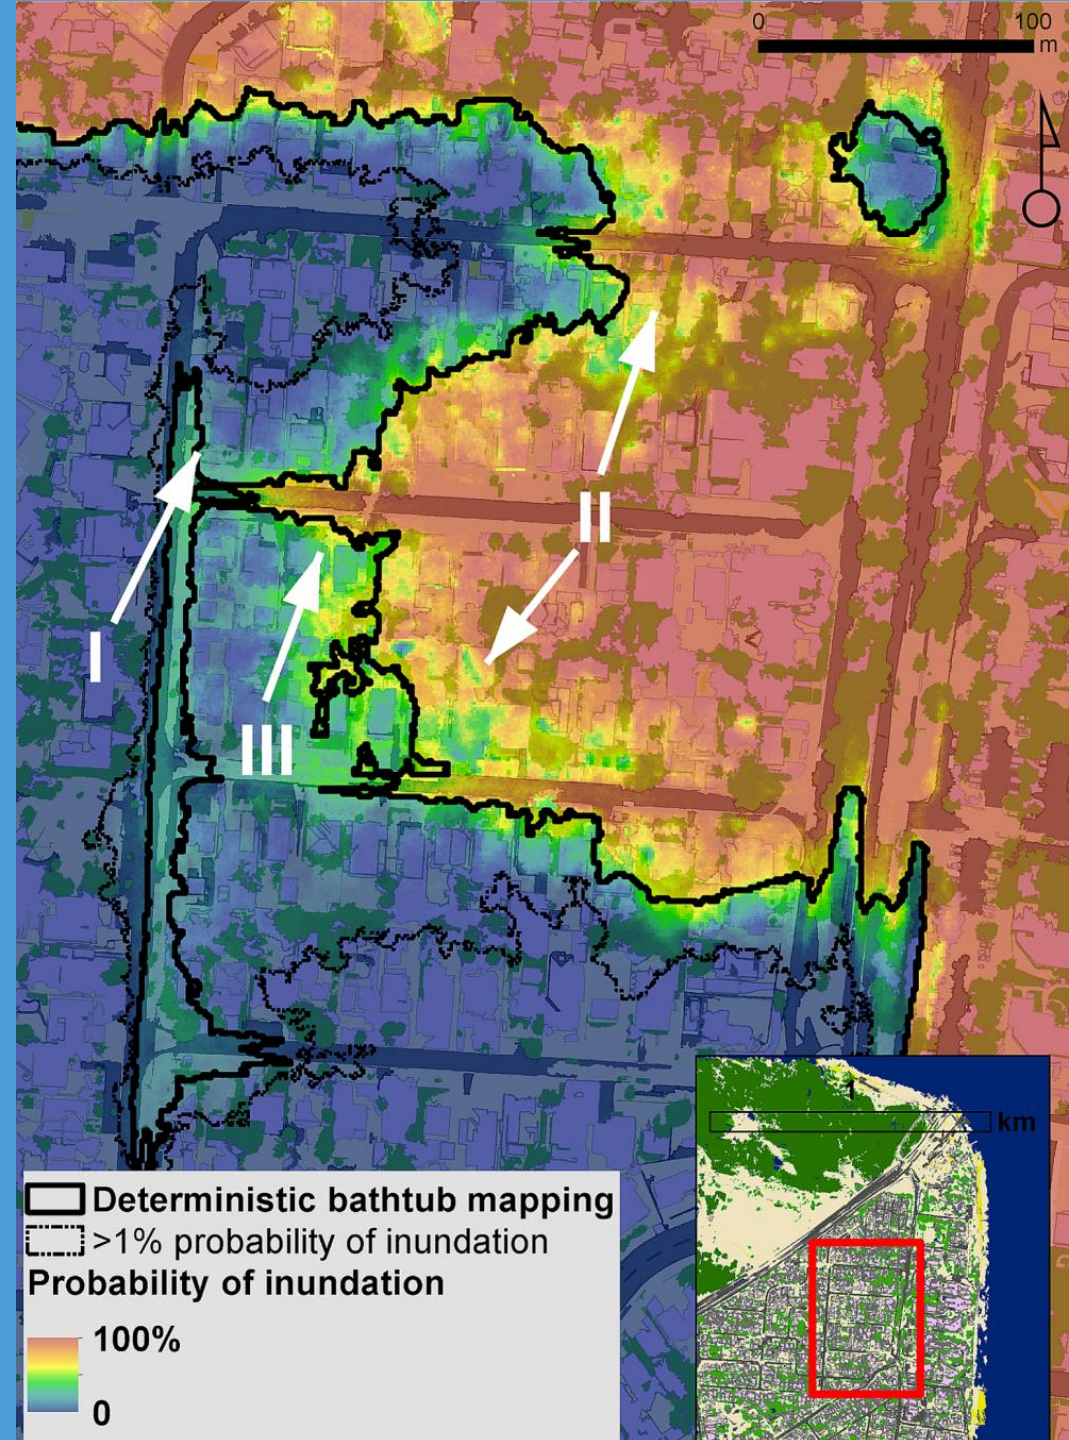 0 100
m
II
I
III
1
km
Deterministic bathtub mapping
>1% probability of inundation
Probability of inundation
100%
0